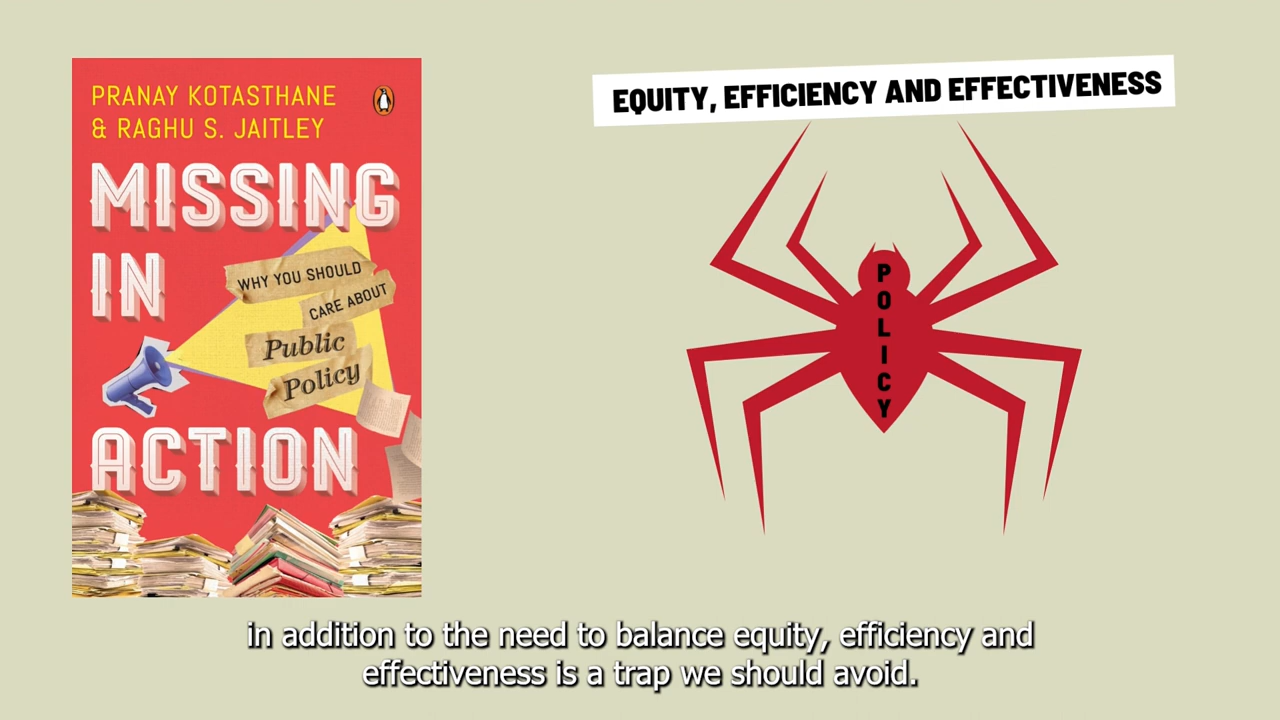 PRANAY KOTASTHANE
& RAGHU S. JAITLEY
MISSING
IN
ACTION
WHY YOU SHOULD
CARE ABOUT
Public
Policy
EQUITY, EFFICIENCY AND EFFECTIVENESS
POLICY
in addition to the need to balance equity, efficiency and
effectiveness is a trap we should avoid.